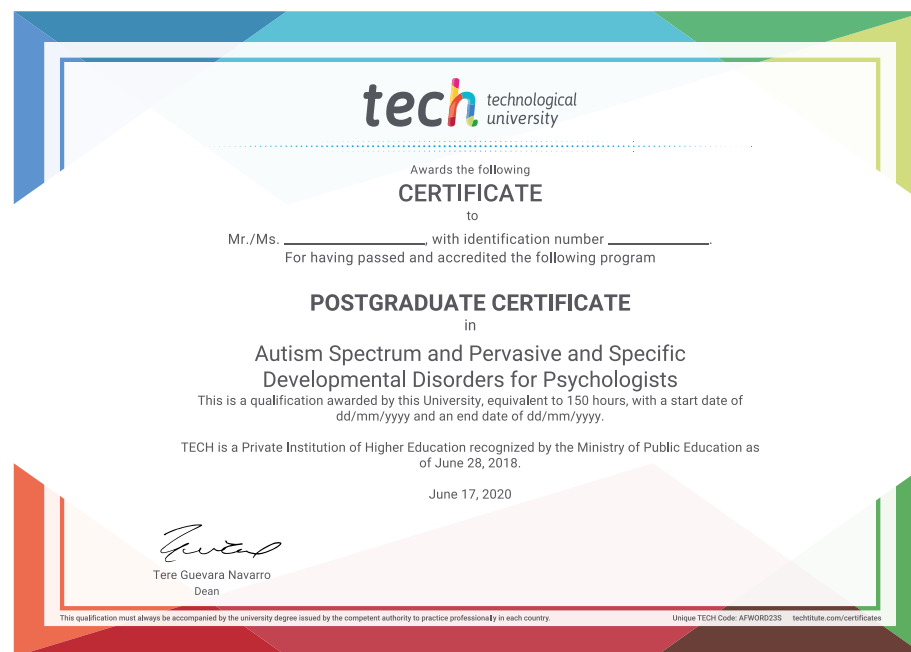 tech technological
university
Awards the following
CERTIFICATE
to
Mr./Ms. ____________________, with identification number ______________.
For having passed and accredited the following program
POSTGRADUATE CERTIFICATE
in
Autism Spectrum and Pervasive and Specific
Developmental Disorders for Psychologists
This is a qualification awarded by this University, equivalent to 150 hours, with a start date of
dd/mm/yyyy and an end date of dd/mm/yyyy.
TECH is a Private Institution of Higher Education recognized by the Ministry of Public Education as
of June 28, 2018.
June 17, 2020
Tere Guevara Navarro
Dean
This qualification must always be accompanied by the university degree issued by the competent authority to practice professionally in each country.
Unique TECH Code: AFWORD23S techtitute.com/certificates